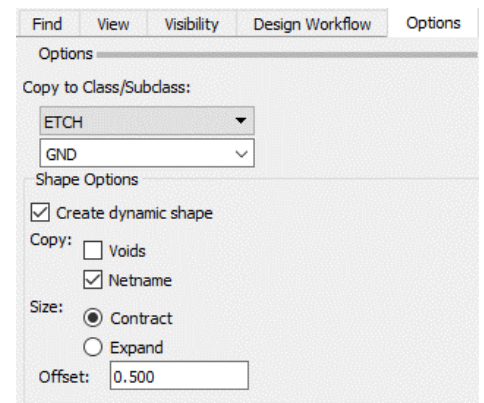 Find View Visibility Design Workflow Options
Options
Copy to Class/Subclass:
ETCH
GND
Shape Options
Create dynamic shape
Copy: Voids
Netname
Size: Contract
Expand
Offset: 0.500